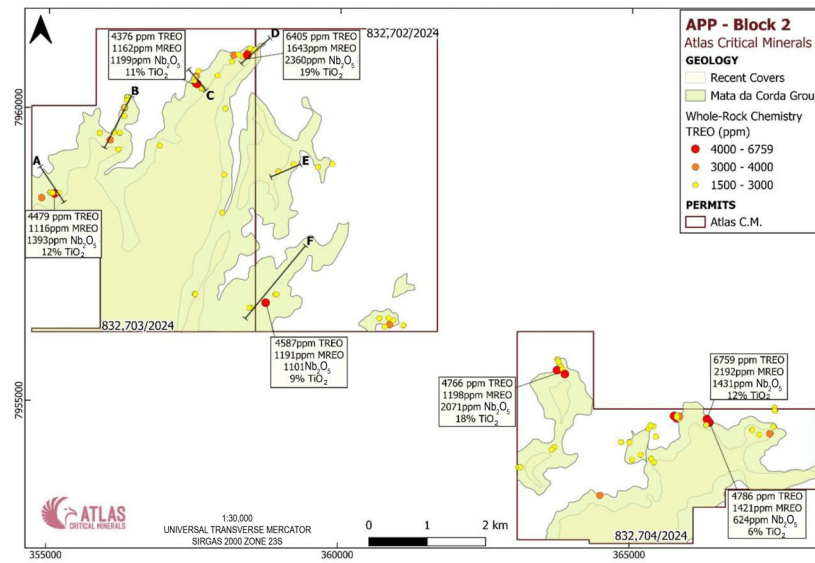 APP - Block 2
Atlas Critical Minerals
GEOLOGY
Recent Covers
Mata da Corda Grou
Whole-Rock Chemistry
TREO (ppm)
4000 - 6759
3000 - 4000
1500 - 3000
PERMITS
Atlas C.M.
4376 ppm TREO
1162 ppm MREO
1199ppm Nb₂O₅
11% TiO₂
D
6405 ppm TREO
1643 ppm MREO
2360ppm Nb₂O₅
19% TiO₂
832,702/2024
7960000
B
C
A
E
4479 ppm TREO
1116ppm MREO
1393ppm Nb₂O₅
12% TiO₂
F
832,703/2024
4587ppm TREO
1191ppm MREO
1101Nb₂O₅
9% TiO₂
7955000
4766 ppm TREO
1198ppm MREO
2071ppm Nb₂O₅
18% TiO₂
6759 ppm TREO
2192ppm MREO
1431ppm Nb₂O₅
12% TiO₂
4786 ppm TREO
1421ppm MREO
624ppm Nb₂O₅
6% TiO₂
832,704/2024
ATLAS
CRITICAL MINERALS
1:30,000
UNIVERSAL TRANSVERSE MERCATOR
SIRGAS 2000 ZONE 23S
0 1 2 km
355000 360000 365000